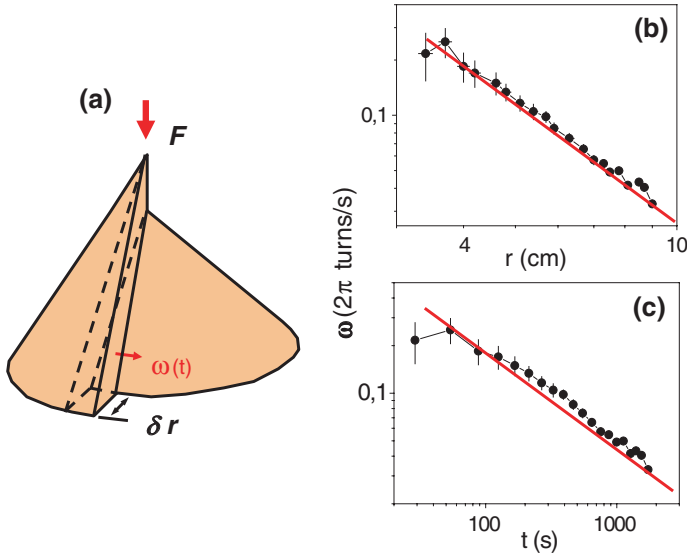 (a)
F
ω(t)
δ r
ω(2π turns/s)
(b)
0,1
4
10
r (cm)
(c)
0,1
100
1000
t (s)